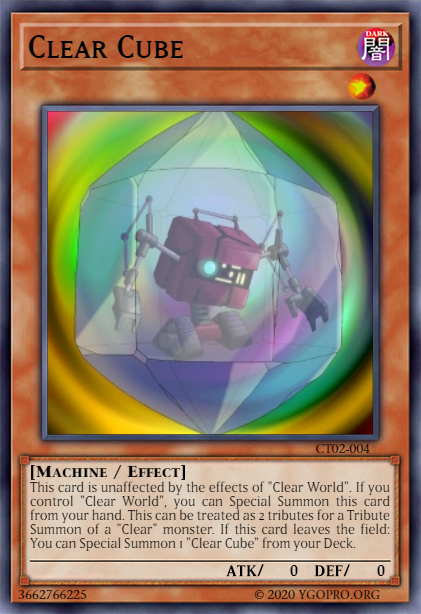 CLEAR CUBE
DARK
闇
CT02-004
[MACHINE / EFFECT]
This card is unaffected by the effects of "Clear World". If you
control "Clear World", you can Special Summon this card
from your hand. This can be treated as 2 tributes for a Tribute
Summon of a "Clear" monster. If this card leaves the field:
You can Special Summon 1 "Clear Cube" from your Deck.
ATK/ 0 DEF/ 0
3662766225 © 2020 YGOPRO.ORG